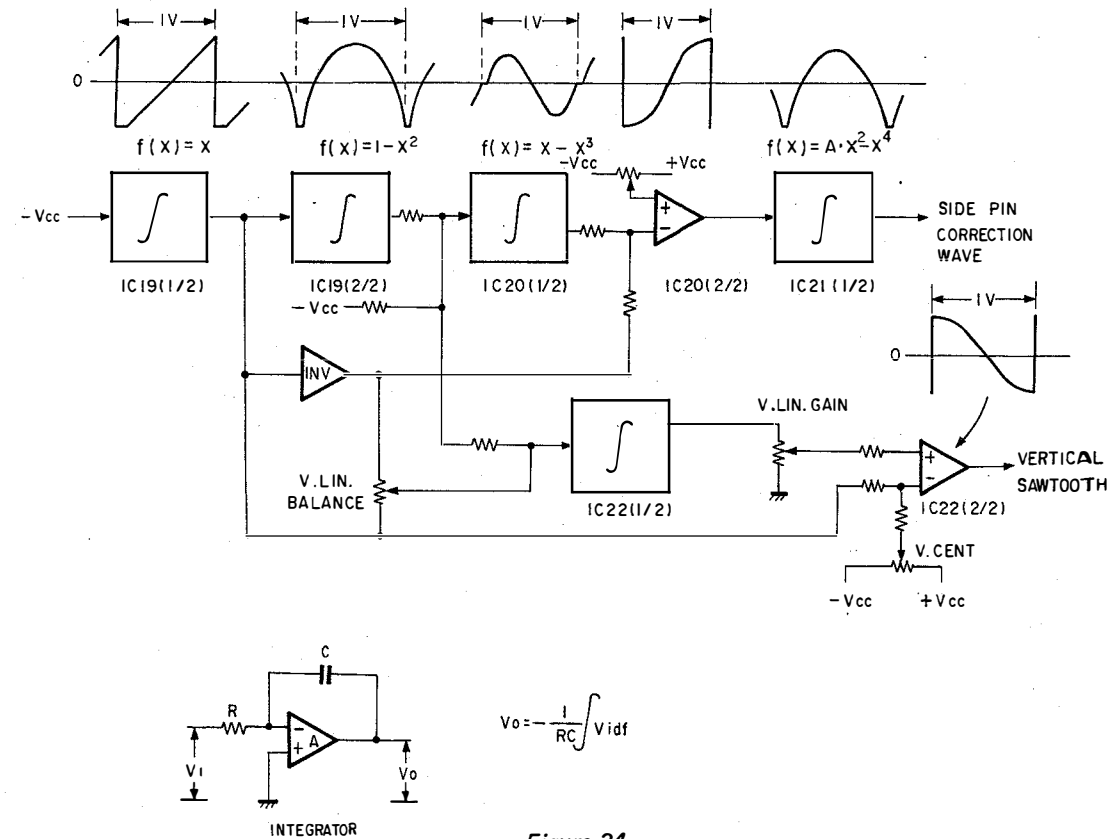 1V 1V 1V 1V
0
f(x) = x
f(x) = 1 - x²
f(x) = x - x³
f(x) = A·x² - x⁴
-Vcc +Vcc
-Vcc
∫
∫
∫
+
-
∫
SIDE PIN
CORRECTION
WAVE
IC19(1/2)
IC19(2/2)
IC20(1/2)
IC20(2/2)
IC21(1/2)
-Vcc
1V
0
INV
∫
V.LIN. GAIN
V.LIN.
BALANCE
IC22(1/2)
+
-
VERTICAL
SAWTOOTH
IC22(2/2)
V.CENT
-Vcc +Vcc
C
R
-
+
A
Vi
Vo
Vo = - 1/RC ∫ Vidf
INTEGRATOR